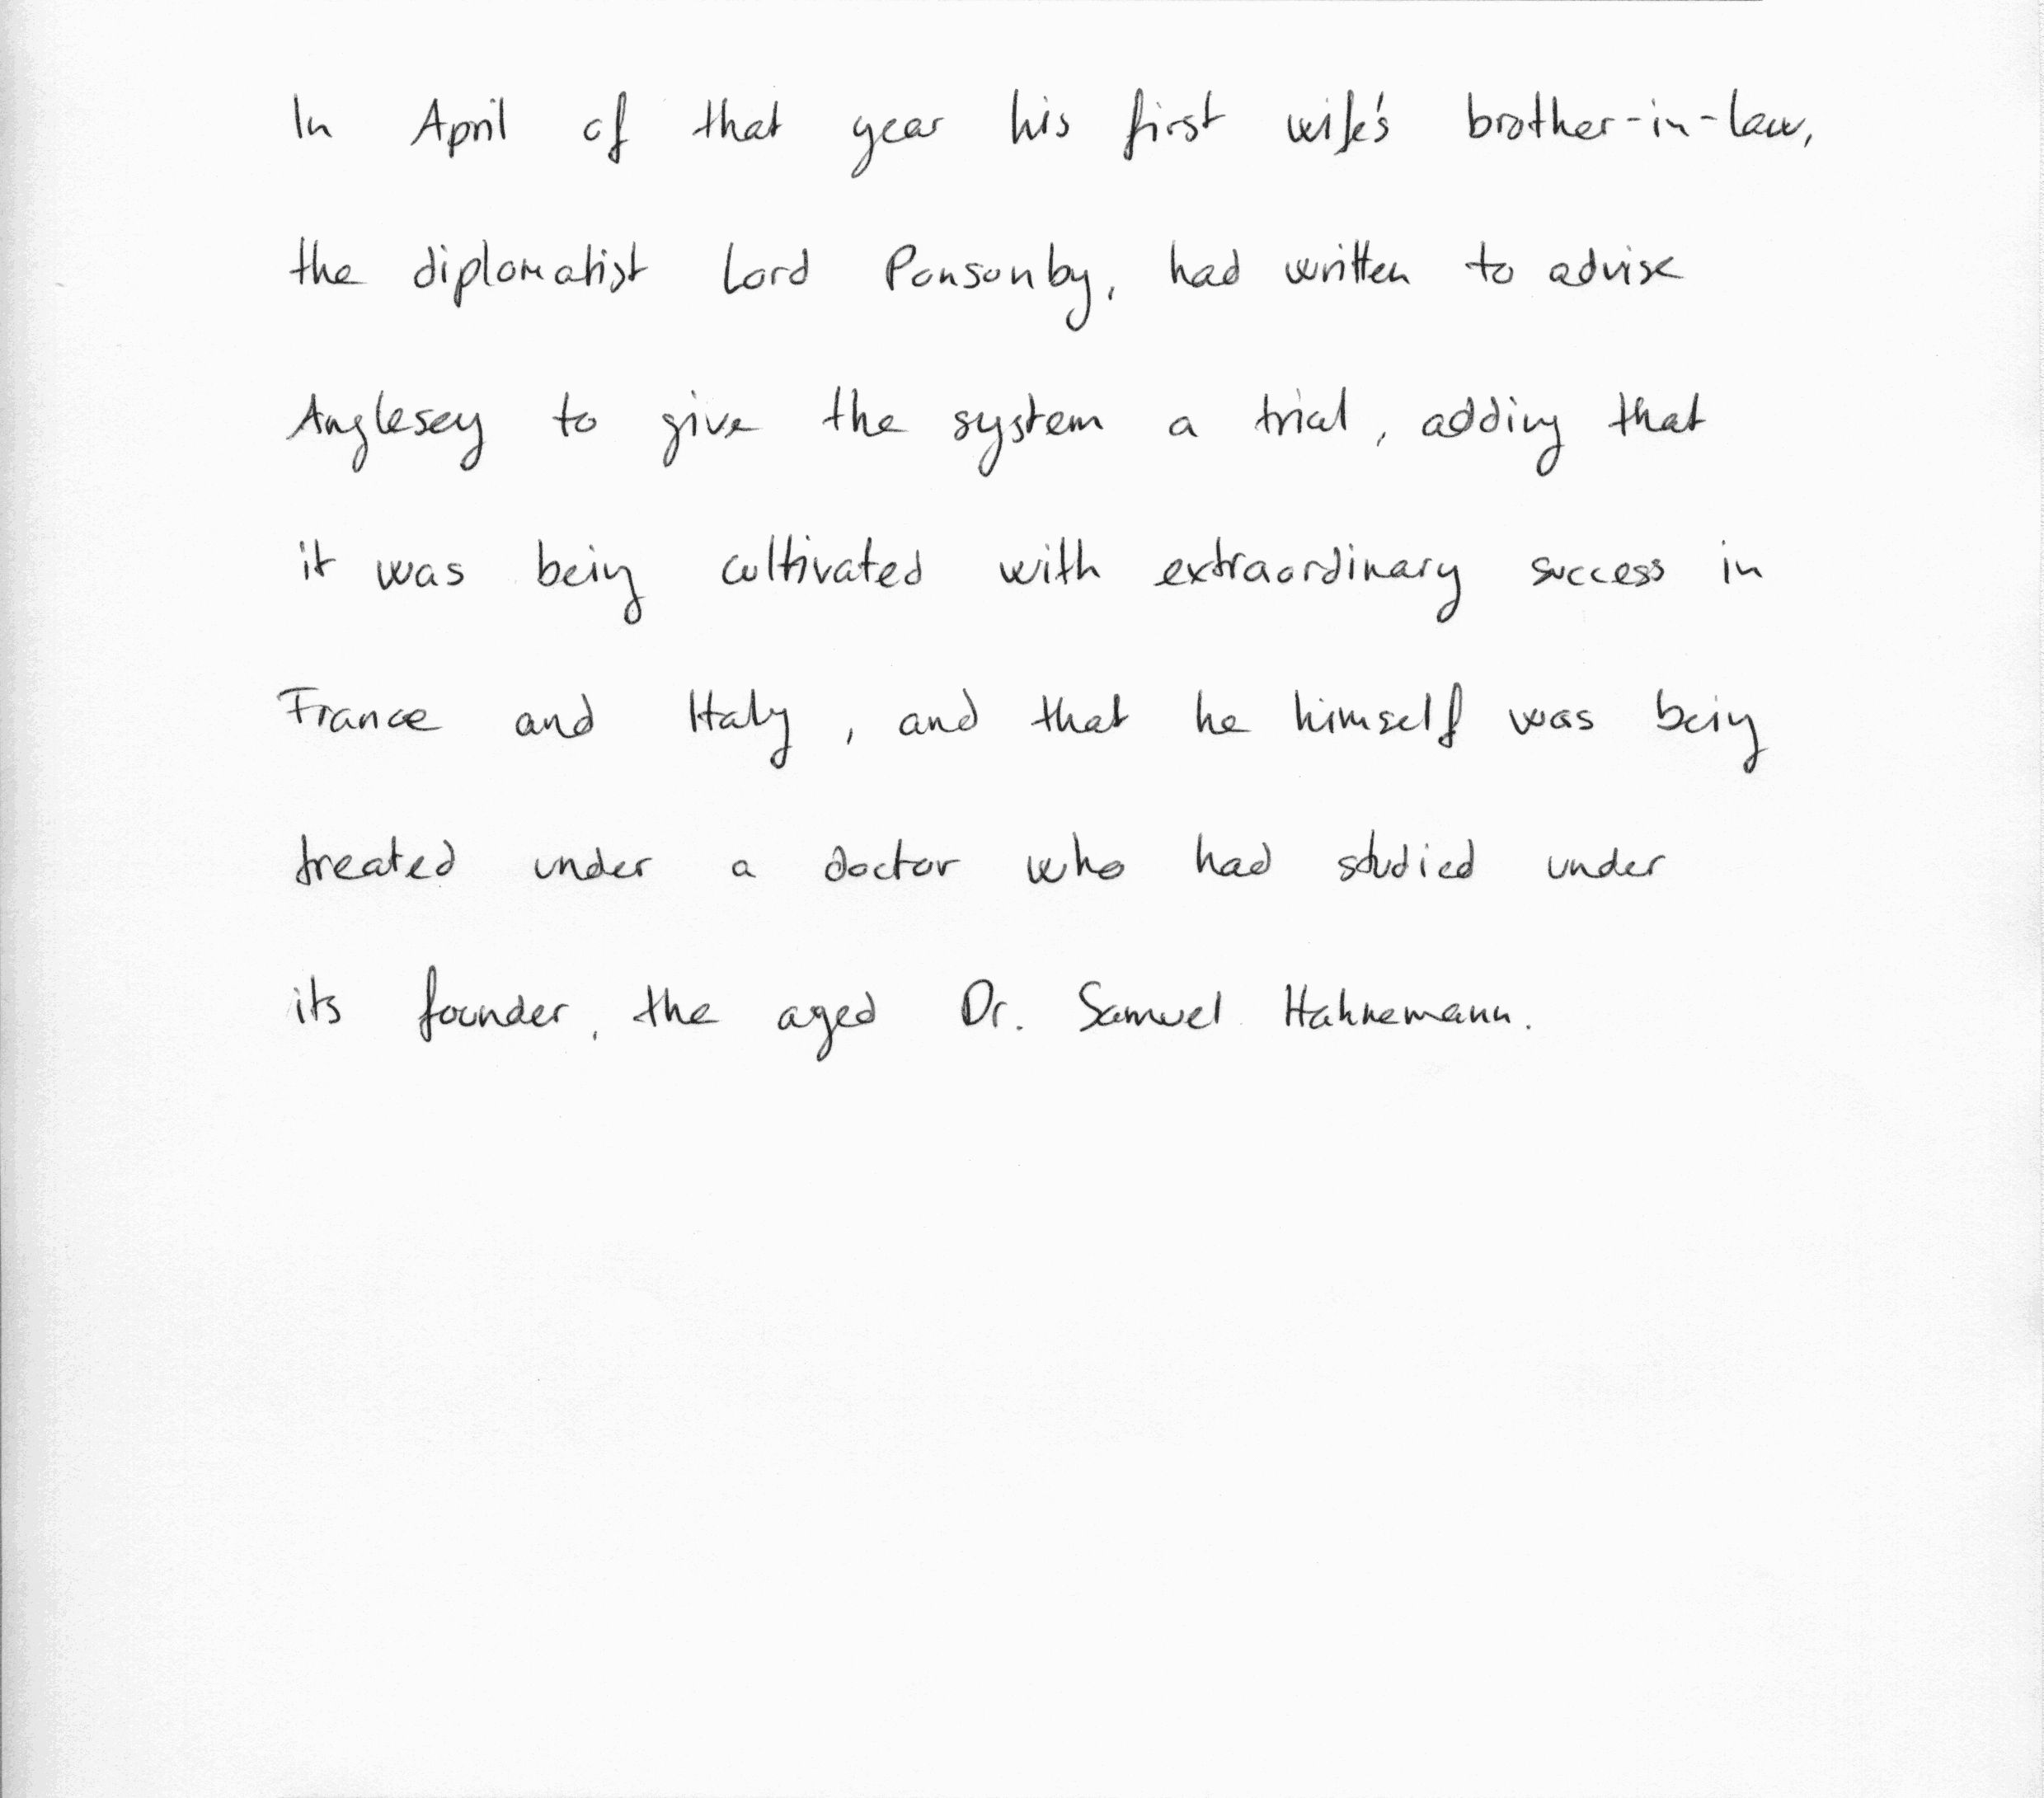 In April of that year his first wife's brother-in-law,
the diplomatist Lord Ponsonby, had written to advise
Anglesey to give the system a trial, adding that
it was being cultivated with extraordinary success in
France and Italy, and that he himself was being
treated under a doctor who had studied under
its founder, the aged Dr. Samuel Hahnemann.